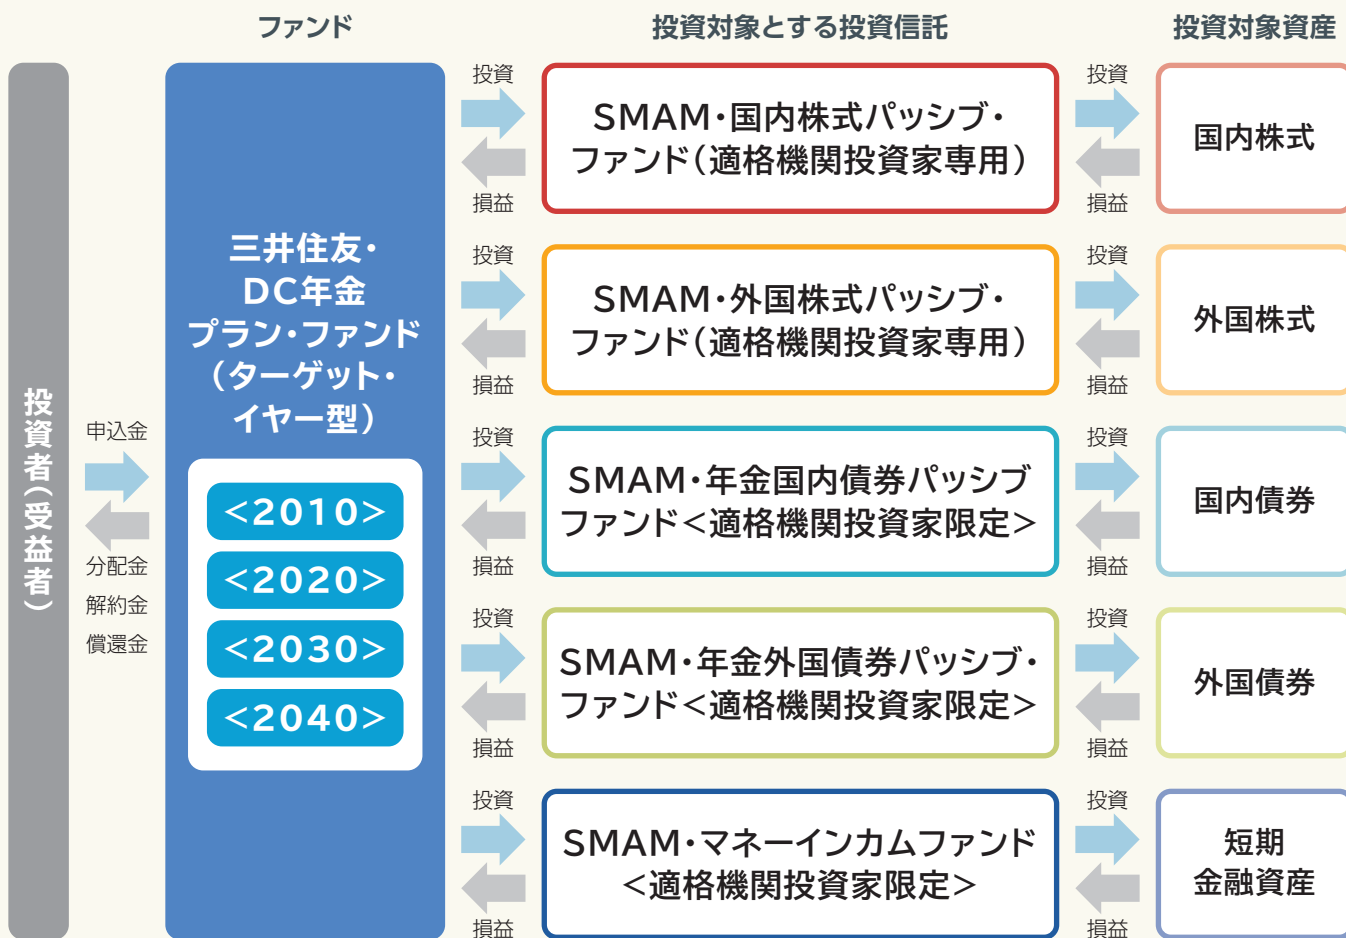 ファンド
投資対象とする投資信託
投資対象資産
投資者(受益者)
申込金
分配金
解約金
償還金
三井住友・
DC年金
プラン・ファンド
(ターゲット・
イヤー型)
<2010>
<2020>
<2030>
<2040>
投資
損益
SMAM・国内株式パッシブ・
ファンド(適格機関投資家専用)
投資
損益
国内株式
投資
損益
SMAM・外国株式パッシブ・
ファンド(適格機関投資家専用)
投資
損益
外国株式
投資
損益
SMAM・年金国内債券パッシブ
ファンド<適格機関投資家限定>
投資
損益
国内債券
投資
損益
SMAM・年金外国債券パッシブ・
ファンド<適格機関投資家限定>
投資
損益
外国債券
投資
損益
SMAM・マネーインカムファンド
<適格機関投資家限定>
投資
損益
短期
金融資産